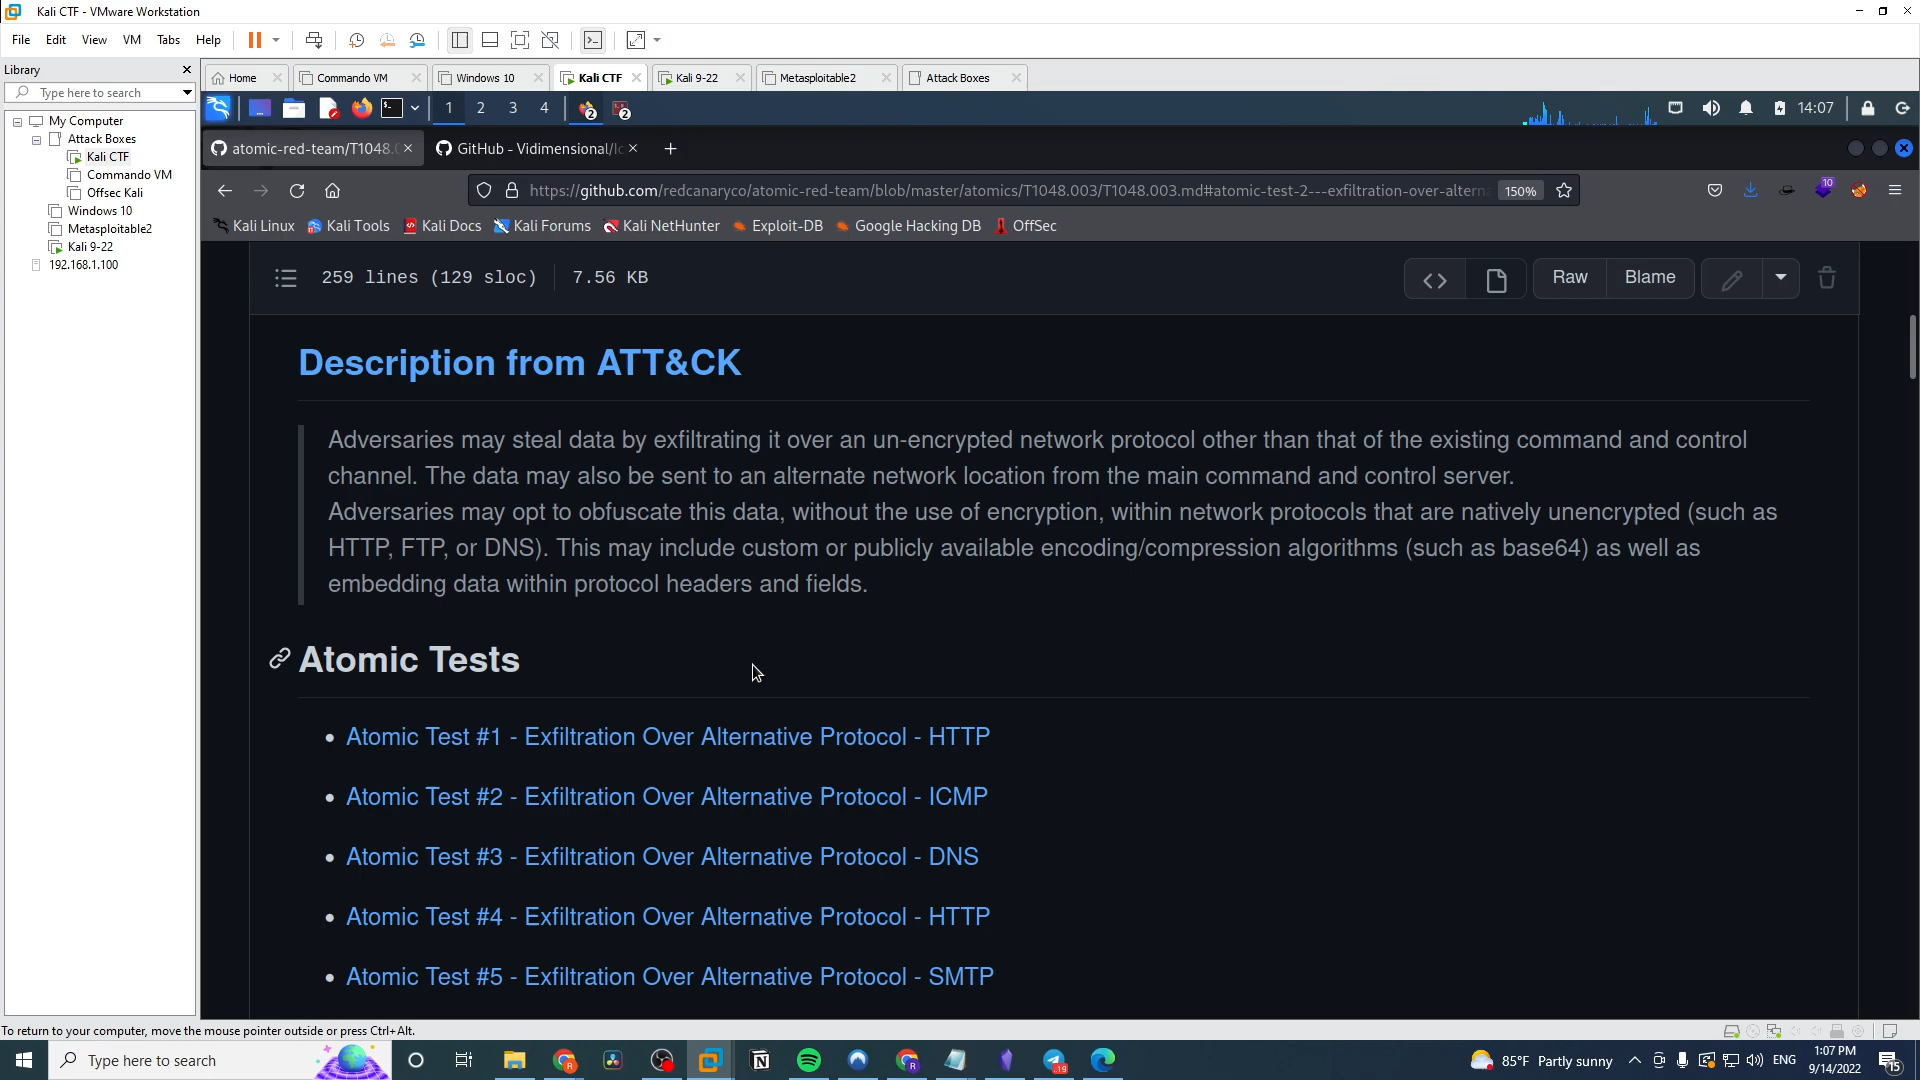 Kali CTF - VMware Workstation
File Edit View VM Tabs Help
Library
Type here to search
My Computer
Attack Boxes
Kali CTF
Commando VM
Offsec Kali
Windows 10
Metasploitable2
Kali 9-22
192.168.1.100
Home
Commando VM
Windows 10
Kali CTF
Kali 9-22
Metasploitable2
Attack Boxes
1 2 3 4 2 2 14:07
atomic-red-team/T1048.0
GitHub - Vidimensional/Ic
https://github.com/redcanaryco/atomic-red-team/blob/master/atomics/T1048.003/T1048.003.md#atomic-test-2---exfiltration-over-altern 150% 10
Kali Linux Kali Tools Kali Docs Kali Forums Kali NetHunter Exploit-DB Google Hacking DB OffSec
259 lines (129 sloc) 7.56 KB
Raw Blame
Description from ATT&CK
Adversaries may steal data by exfiltrating it over an un-encrypted network protocol other than that of the existing command and control
channel. The data may also be sent to an alternate network location from the main command and control server.
Adversaries may opt to obfuscate this data, without the use of encryption, within network protocols that are natively unencrypted (such as
HTTP, FTP, or DNS). This may include custom or publicly available encoding/compression algorithms (such as base64) as well as
embedding data within protocol headers and fields.
Atomic Tests
• Atomic Test #1 - Exfiltration Over Alternative Protocol - HTTP
• Atomic Test #2 - Exfiltration Over Alternative Protocol - ICMP
• Atomic Test #3 - Exfiltration Over Alternative Protocol - DNS
• Atomic Test #4 - Exfiltration Over Alternative Protocol - HTTP
• Atomic Test #5 - Exfiltration Over Alternative Protocol - SMTP
To return to your computer, move the mouse pointer outside or press Ctrl+Alt.
Type here to search
85°F Partly sunny
ENG
1:07 PM
9/14/2022
15